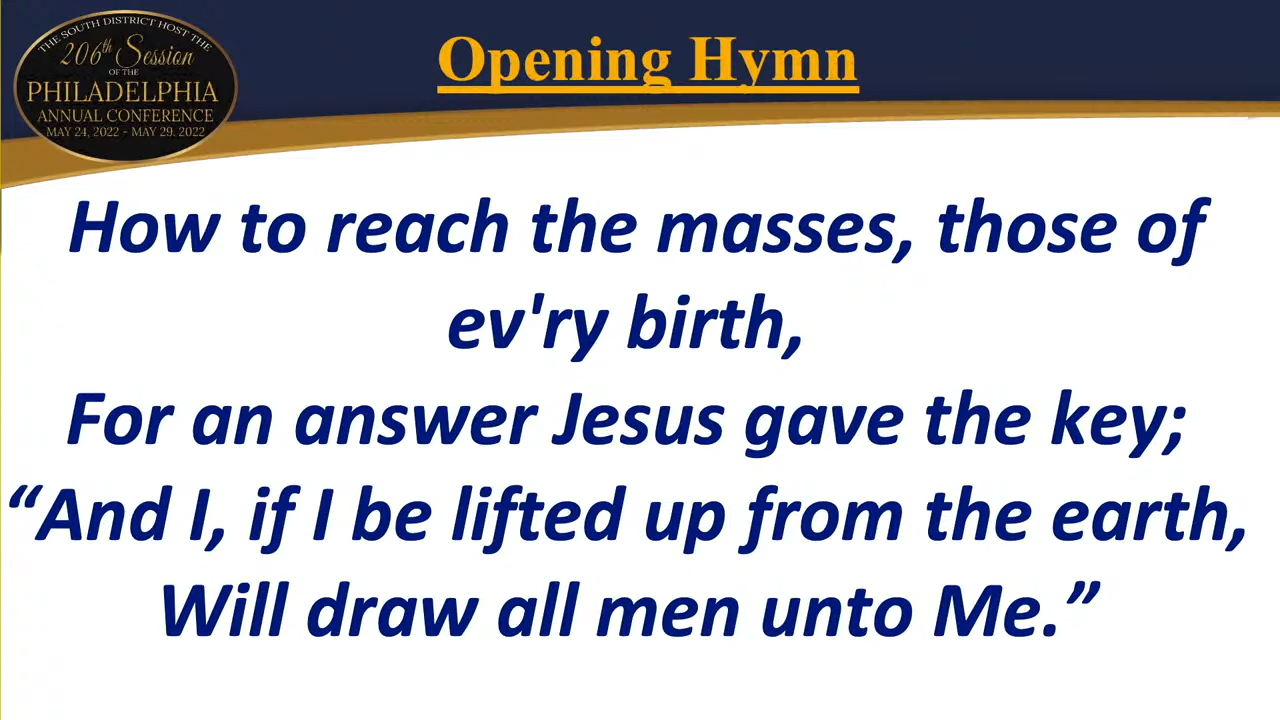 THE SOUTH DISTRICT HOST THE
206th Session
OF THE
PHILADELPHIA
ANNUAL CONFERENCE
MAY 24, 2022 - MAY 29. 2022
Opening Hymn
How to reach the masses, those of
ev'ry birth,
For an answer Jesus gave the key;
“And I, if I be lifted up from the earth,
Will draw all men unto Me.”